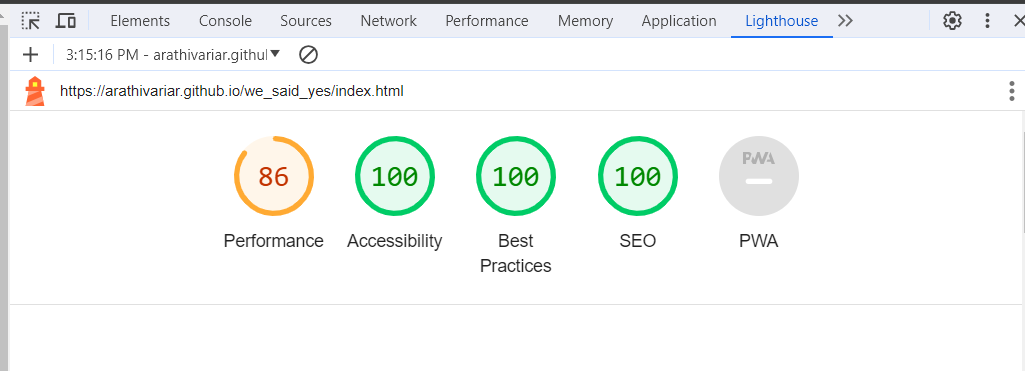 Elements Console Sources Network Performance Memory Application Lighthouse
3:15:16 PM - arathivariar.githul
https://arathivariar.github.io/we_said_yes/index.html
86 100 100 100 PWA
Performance Accessibility Best Practices SEO PWA